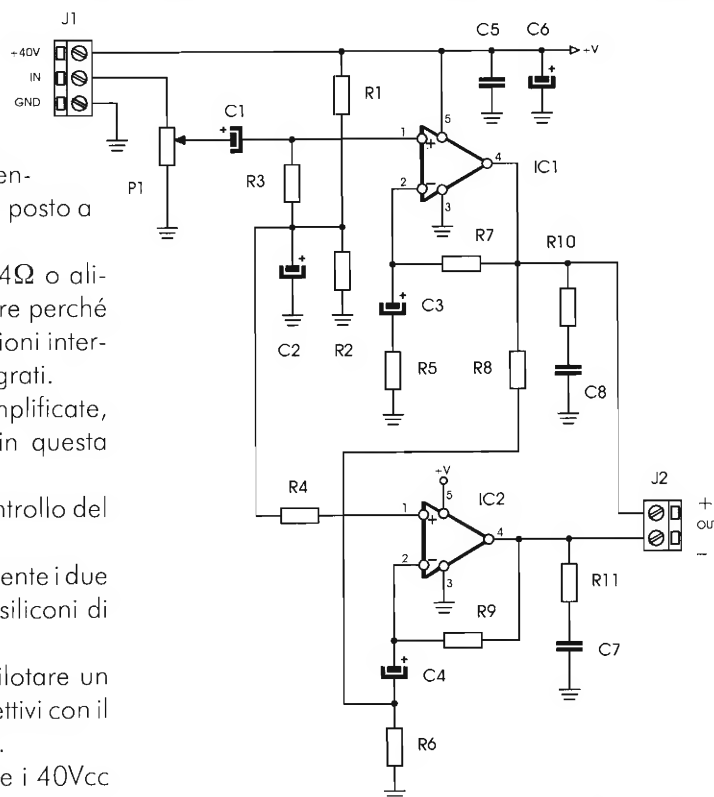 J1
+40V
IN
GND
P1
C1
R3
R1
C2
R2
C5
C6
+V
1
+
2
−
5
4
3
IC1
R7
R10
C3
R5
R8
C8
R4
+V
5
1
+
2
−
4
3
IC2
R9
C4
R6
R11
C7
J2
+
OUT
−
en-
posto a
4Ω o ali-
re perché
ioni inter-
grati.
mplificate,
in questa
ntrollo del
ente i due
siliconi di
ilotare un
ettivi con il
.
e i 40Vcc